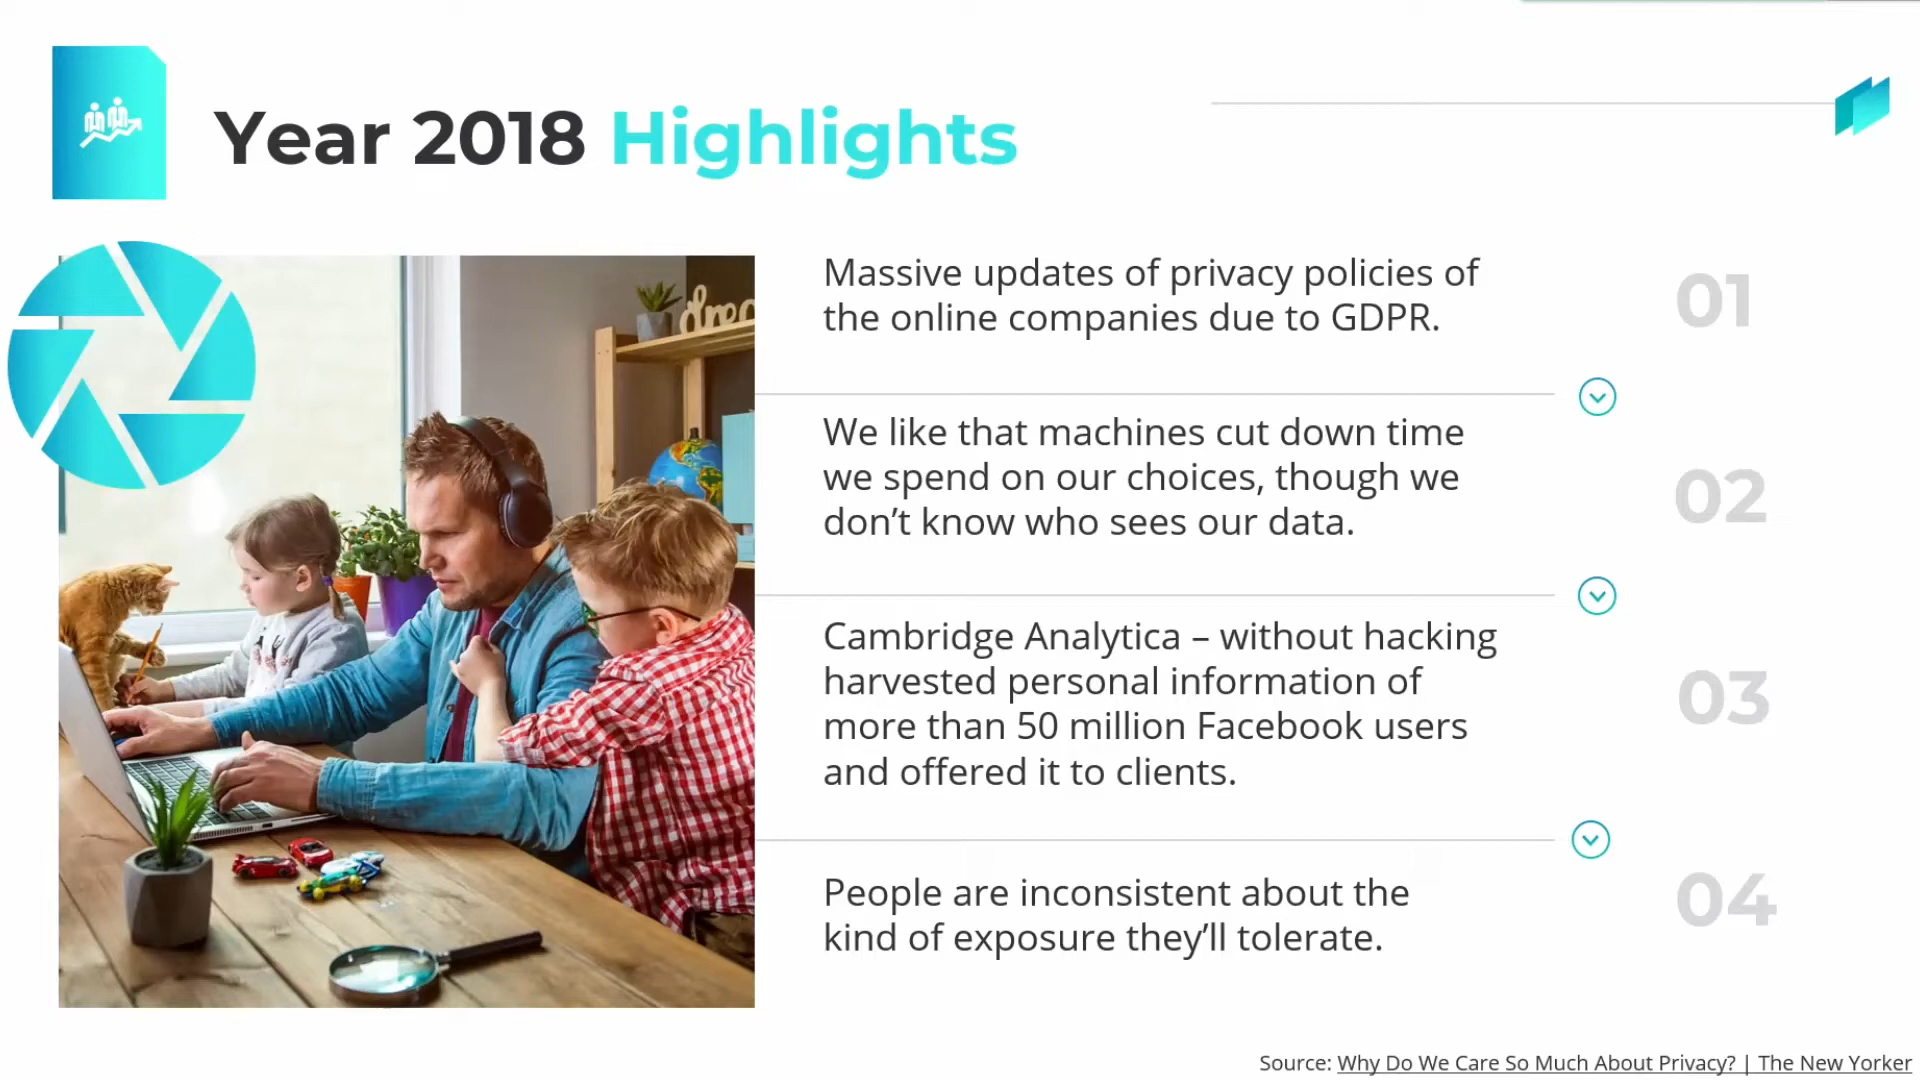 Year 2018 Highlights
Massive updates of privacy policies of
the online companies due to GDPR.
01
We like that machines cut down time
we spend on our choices, though we
don’t know who sees our data.
02
Cambridge Analytica – without hacking
harvested personal information of
more than 50 million Facebook users
and offered it to clients.
03
People are inconsistent about the
kind of exposure they’ll tolerate.
04
Source: Why Do We Care So Much About Privacy? | The New Yorker